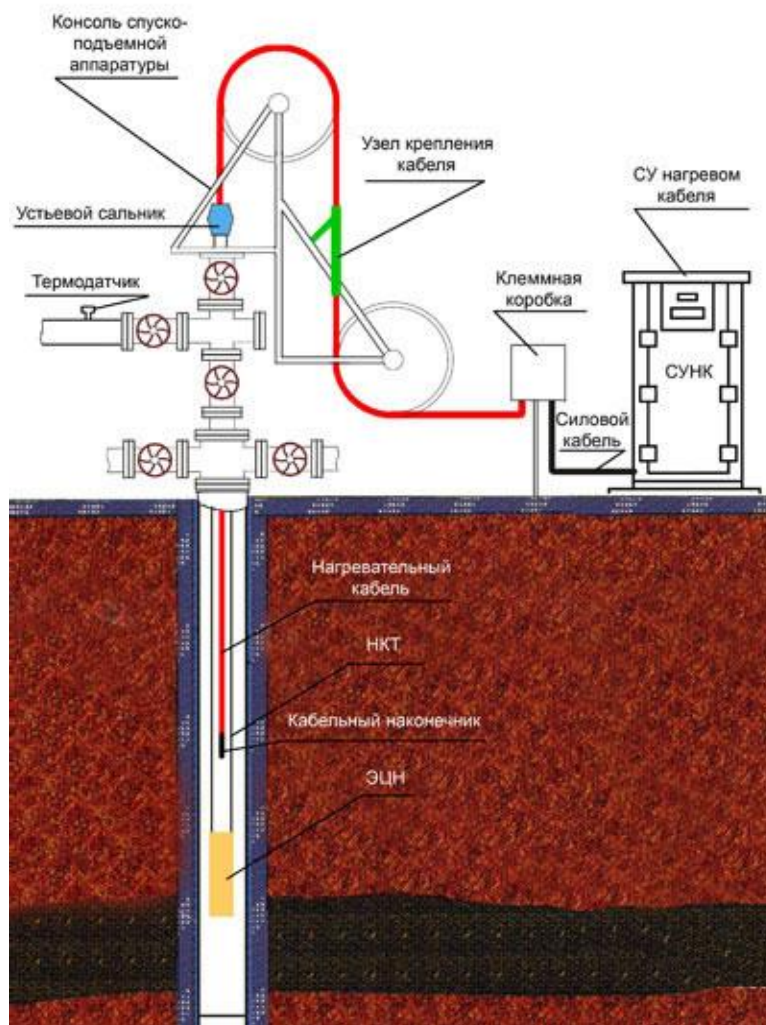 Консоль спуско-
подъемной
аппаратуры
Узел крепления
кабеля
СУ нагревом
кабеля
Устьевой сальник
Термодатчик
Клеммная
коробка
СУНК
Силовой
кабель
Нагревательный
кабель
НКТ
Кабельный наконечник
ЭЦН